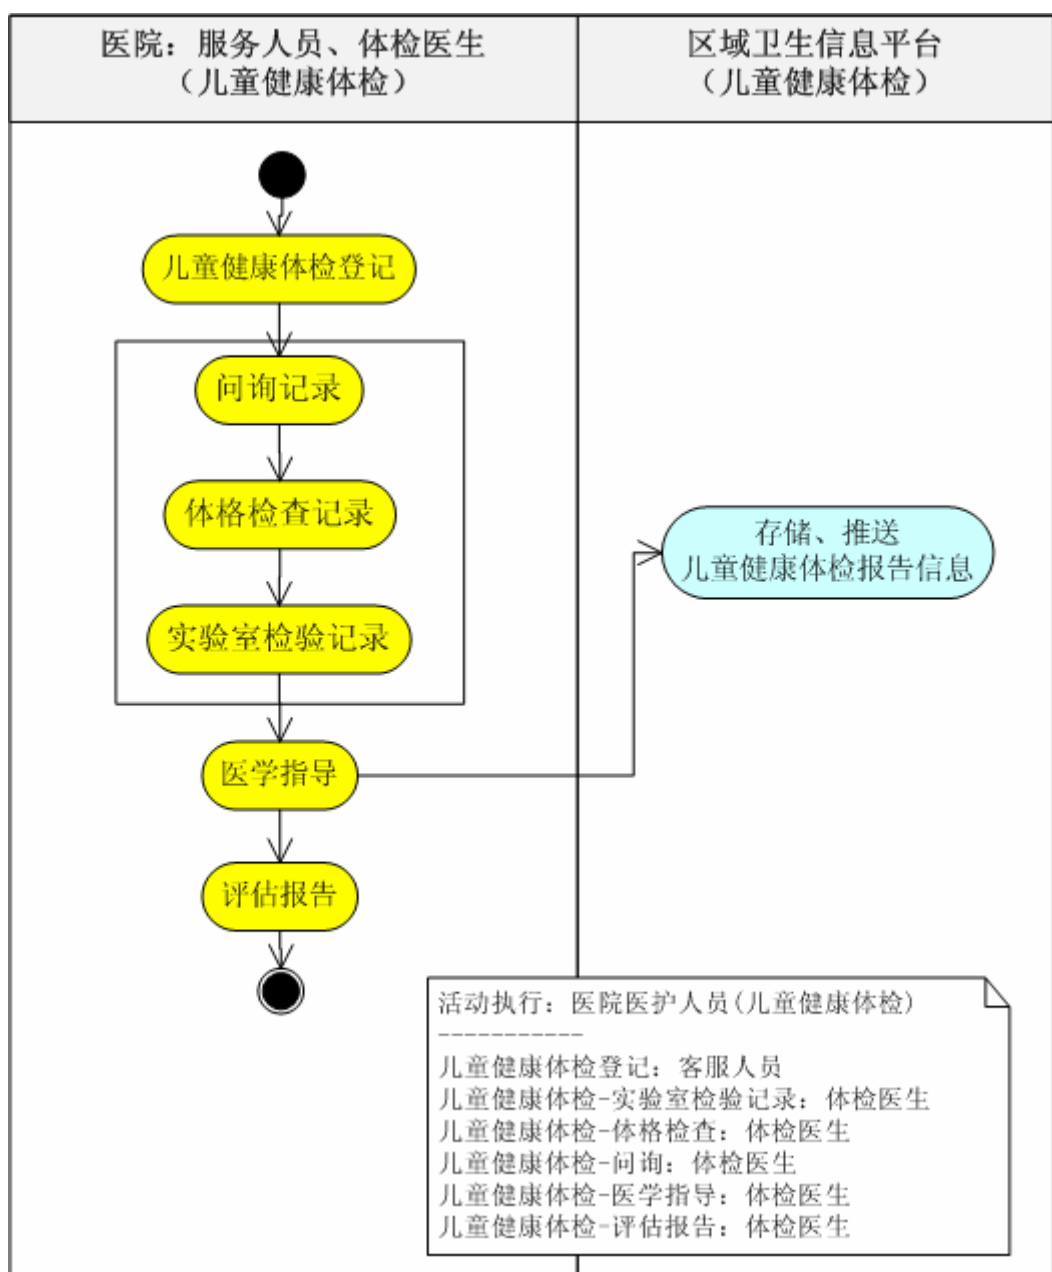 医院：服务人员、体检医生
（儿童健康体检）
区域卫生信息平台
（儿童健康体检）
儿童健康体检登记
问询记录
体格检查记录
实验室检验记录
存储、推送
儿童健康体检报告信息
医学指导
评估报告
活动执行：医院医护人员(儿童健康体检)
-----------
儿童健康体检登记：客服人员
儿童健康体检-实验室检验记录：体检医生
儿童健康体检-体格检查：体检医生
儿童健康体检-问询：体检医生
儿童健康体检-医学指导：体检医生
儿童健康体检-评估报告：体检医生